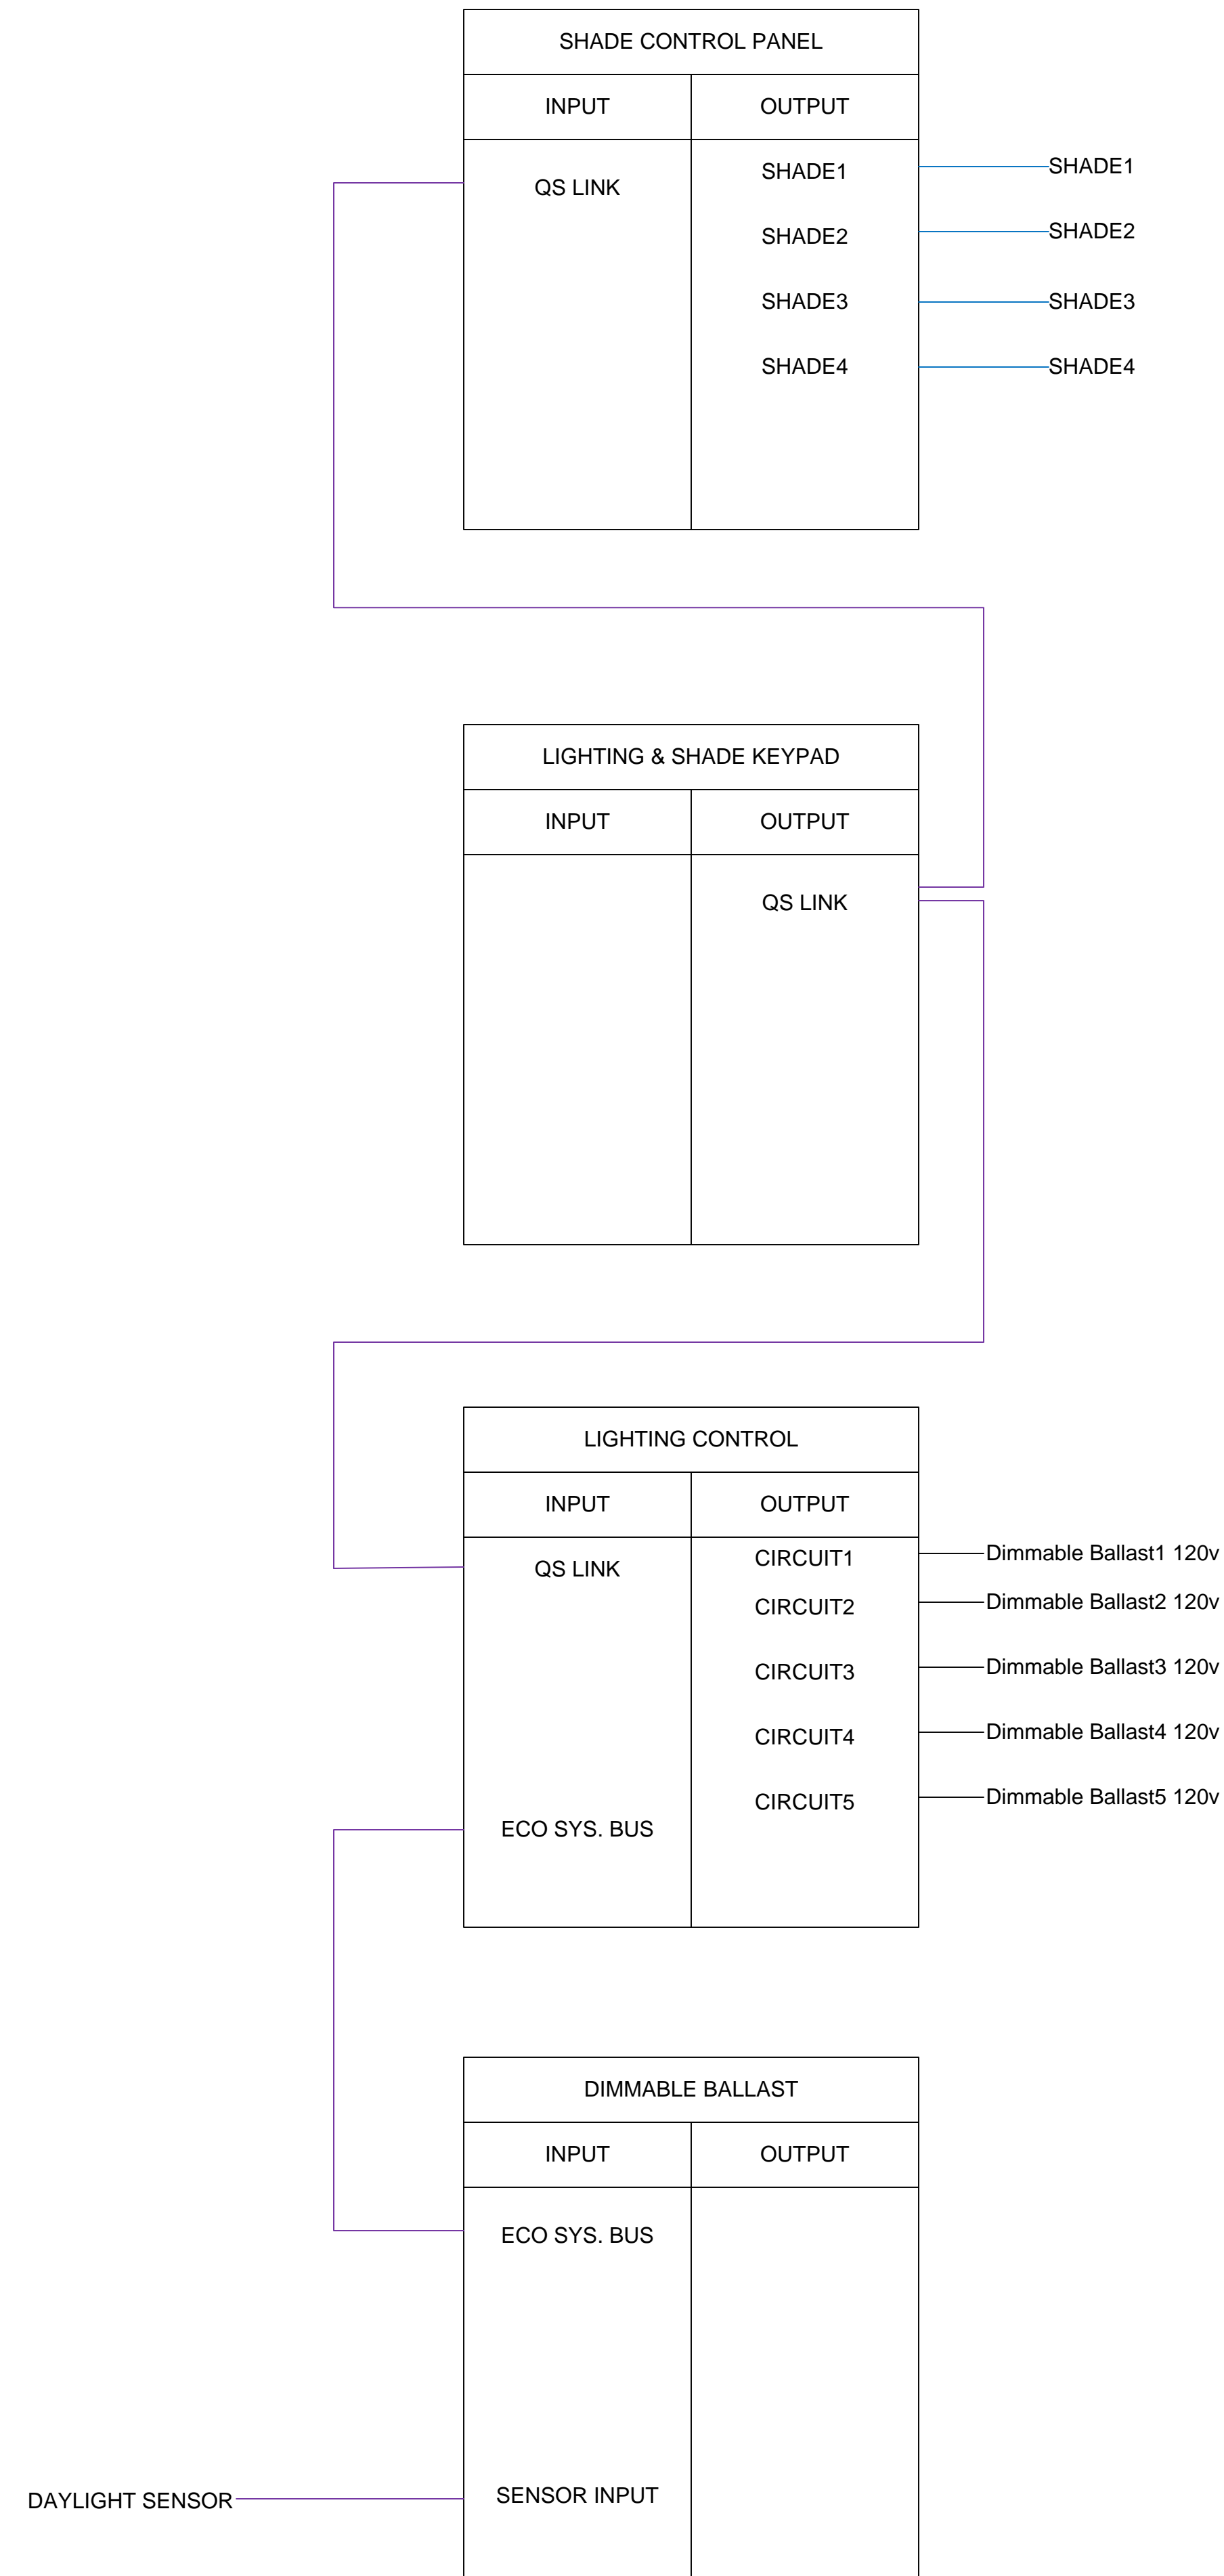 SHADE CONTROL PANEL
INPUT OUTPUT
QS LINK
SHADE1 SHADE1
SHADE2 SHADE2
SHADE3 SHADE3
SHADE4 SHADE4
LIGHTING & SHADE KEYPAD
INPUT OUTPUT
QS LINK
LIGHTING CONTROL
INPUT OUTPUT
QS LINK
CIRCUIT1 Dimmable Ballast1 120v
CIRCUIT2 Dimmable Ballast2 120v
CIRCUIT3 Dimmable Ballast3 120v
CIRCUIT4 Dimmable Ballast4 120v
CIRCUIT5 Dimmable Ballast5 120v
ECO SYS. BUS
DIMMABLE BALLAST
INPUT OUTPUT
ECO SYS. BUS
DAYLIGHT SENSOR SENSOR INPUT